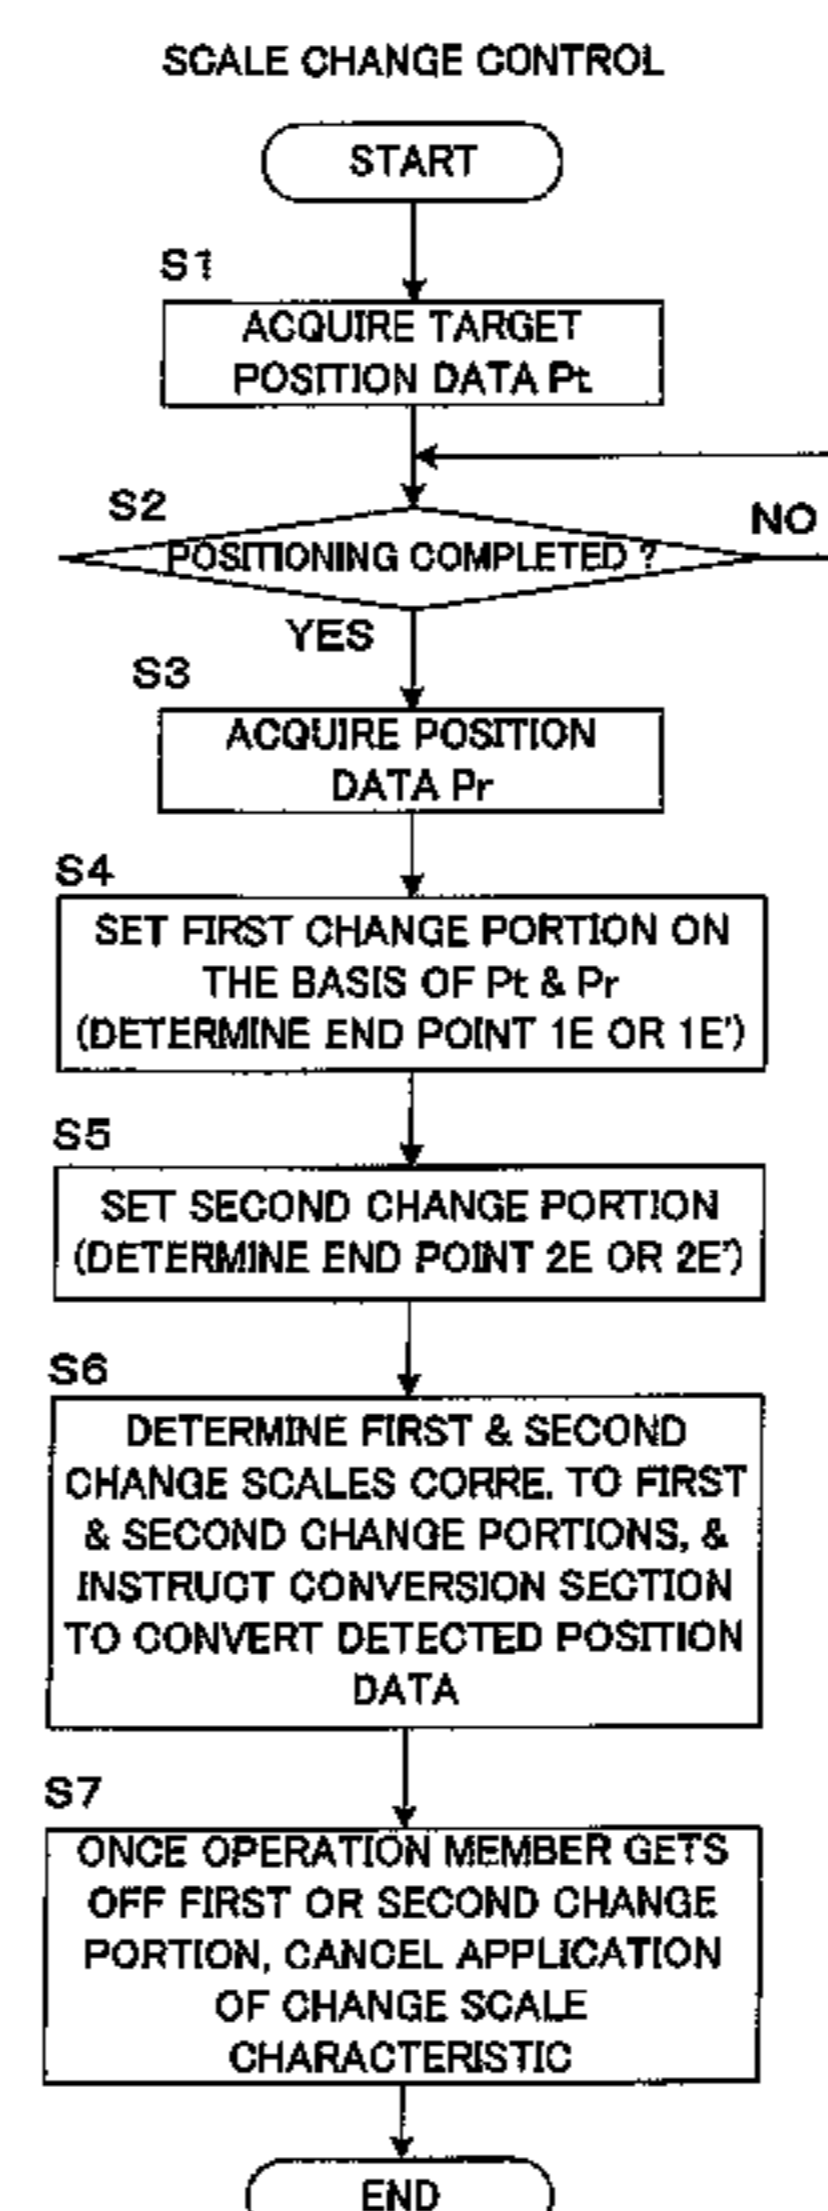 SCALE CHANGE CONTROL
START
S1
ACQUIRE TARGET
POSITION DATA Pt
S2
POSITIONING COMPLETED ?
NO
YES
S3
ACQUIRE POSITION
DATA Pr
S4
SET FIRST CHANGE PORTION ON
THE BASIS OF Pt & Pr
(DETERMINE END POINT 1E OR 1E')
S5
SET SECOND CHANGE PORTION
(DETERMINE END POINT 2E OR 2E')
S6
DETERMINE FIRST & SECOND
CHANGE SCALES CORRE. TO FIRST
& SECOND CHANGE PORTIONS, &
INSTRUCT CONVERSION SECTION
TO CONVERT DETECTED POSITION
DATA
S7
ONCE OPERATION MEMBER GETS
OFF FIRST OR SECOND CHANGE
PORTION, CANCEL APPLICATION
OF CHANGE SCALE
CHARACTERISTIC
END